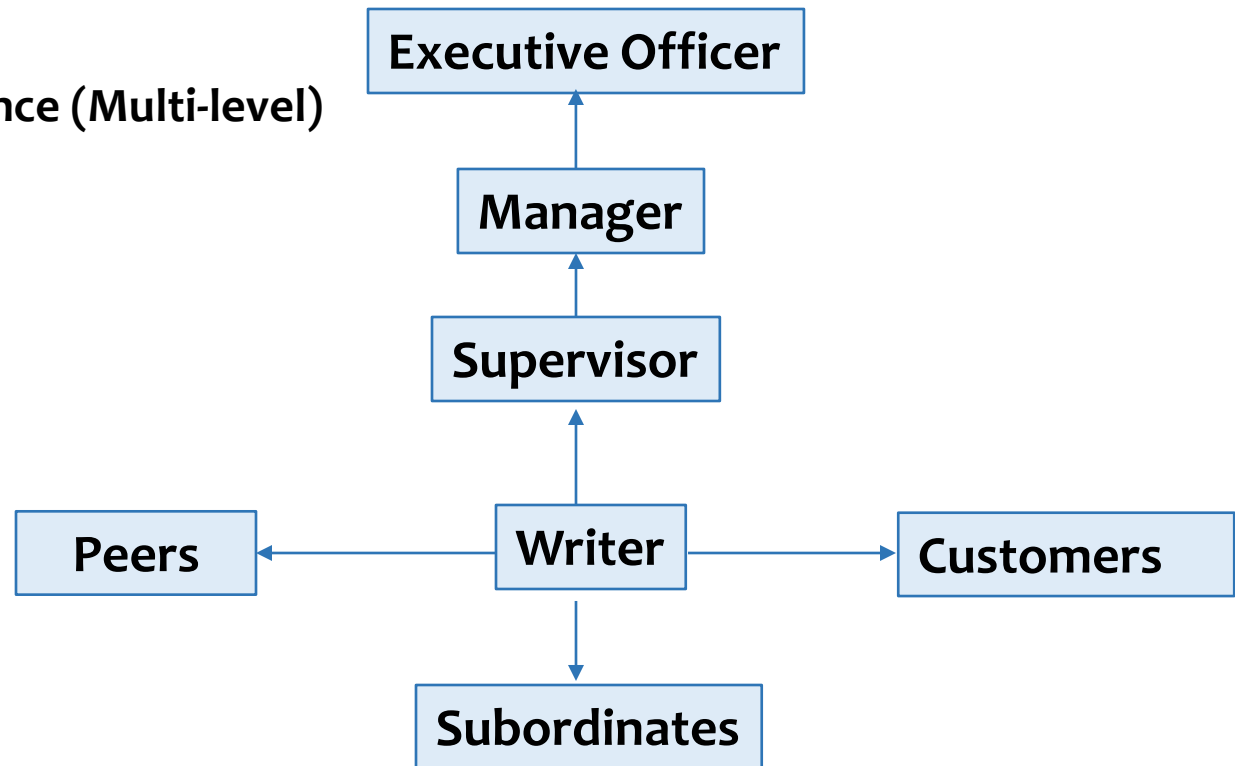 Executive Officer
nce (Multi-level)
Manager
Supervisor
Peers
Writer
Customers
Subordinates